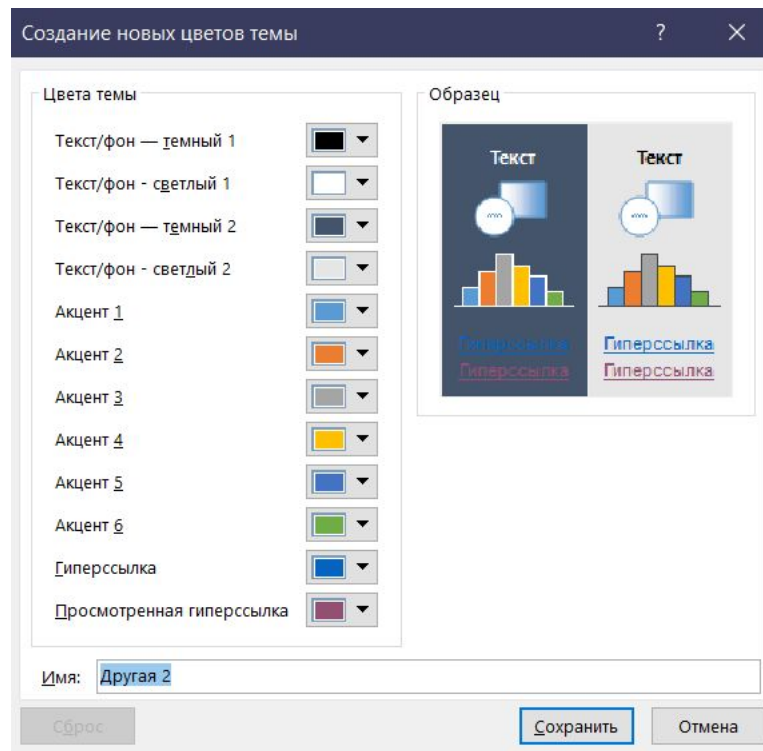 Создание новых цветов темы ?
Цвета темы
Текст/фон — темный 1
Текст/фон - светлый 1
Текст/фон — темный 2
Текст/фон - светлый 2
Акцент 1
Акцент 2
Акцент 3
Акцент 4
Акцент 5
Акцент 6
Гиперссылка
Просмотренная гиперссылка
Образец
Текст Текст
Гиперссылка Гиперссылка
Гиперссылка Гиперссылка
Имя: Другая 2
Сброс Сохранить Отмена